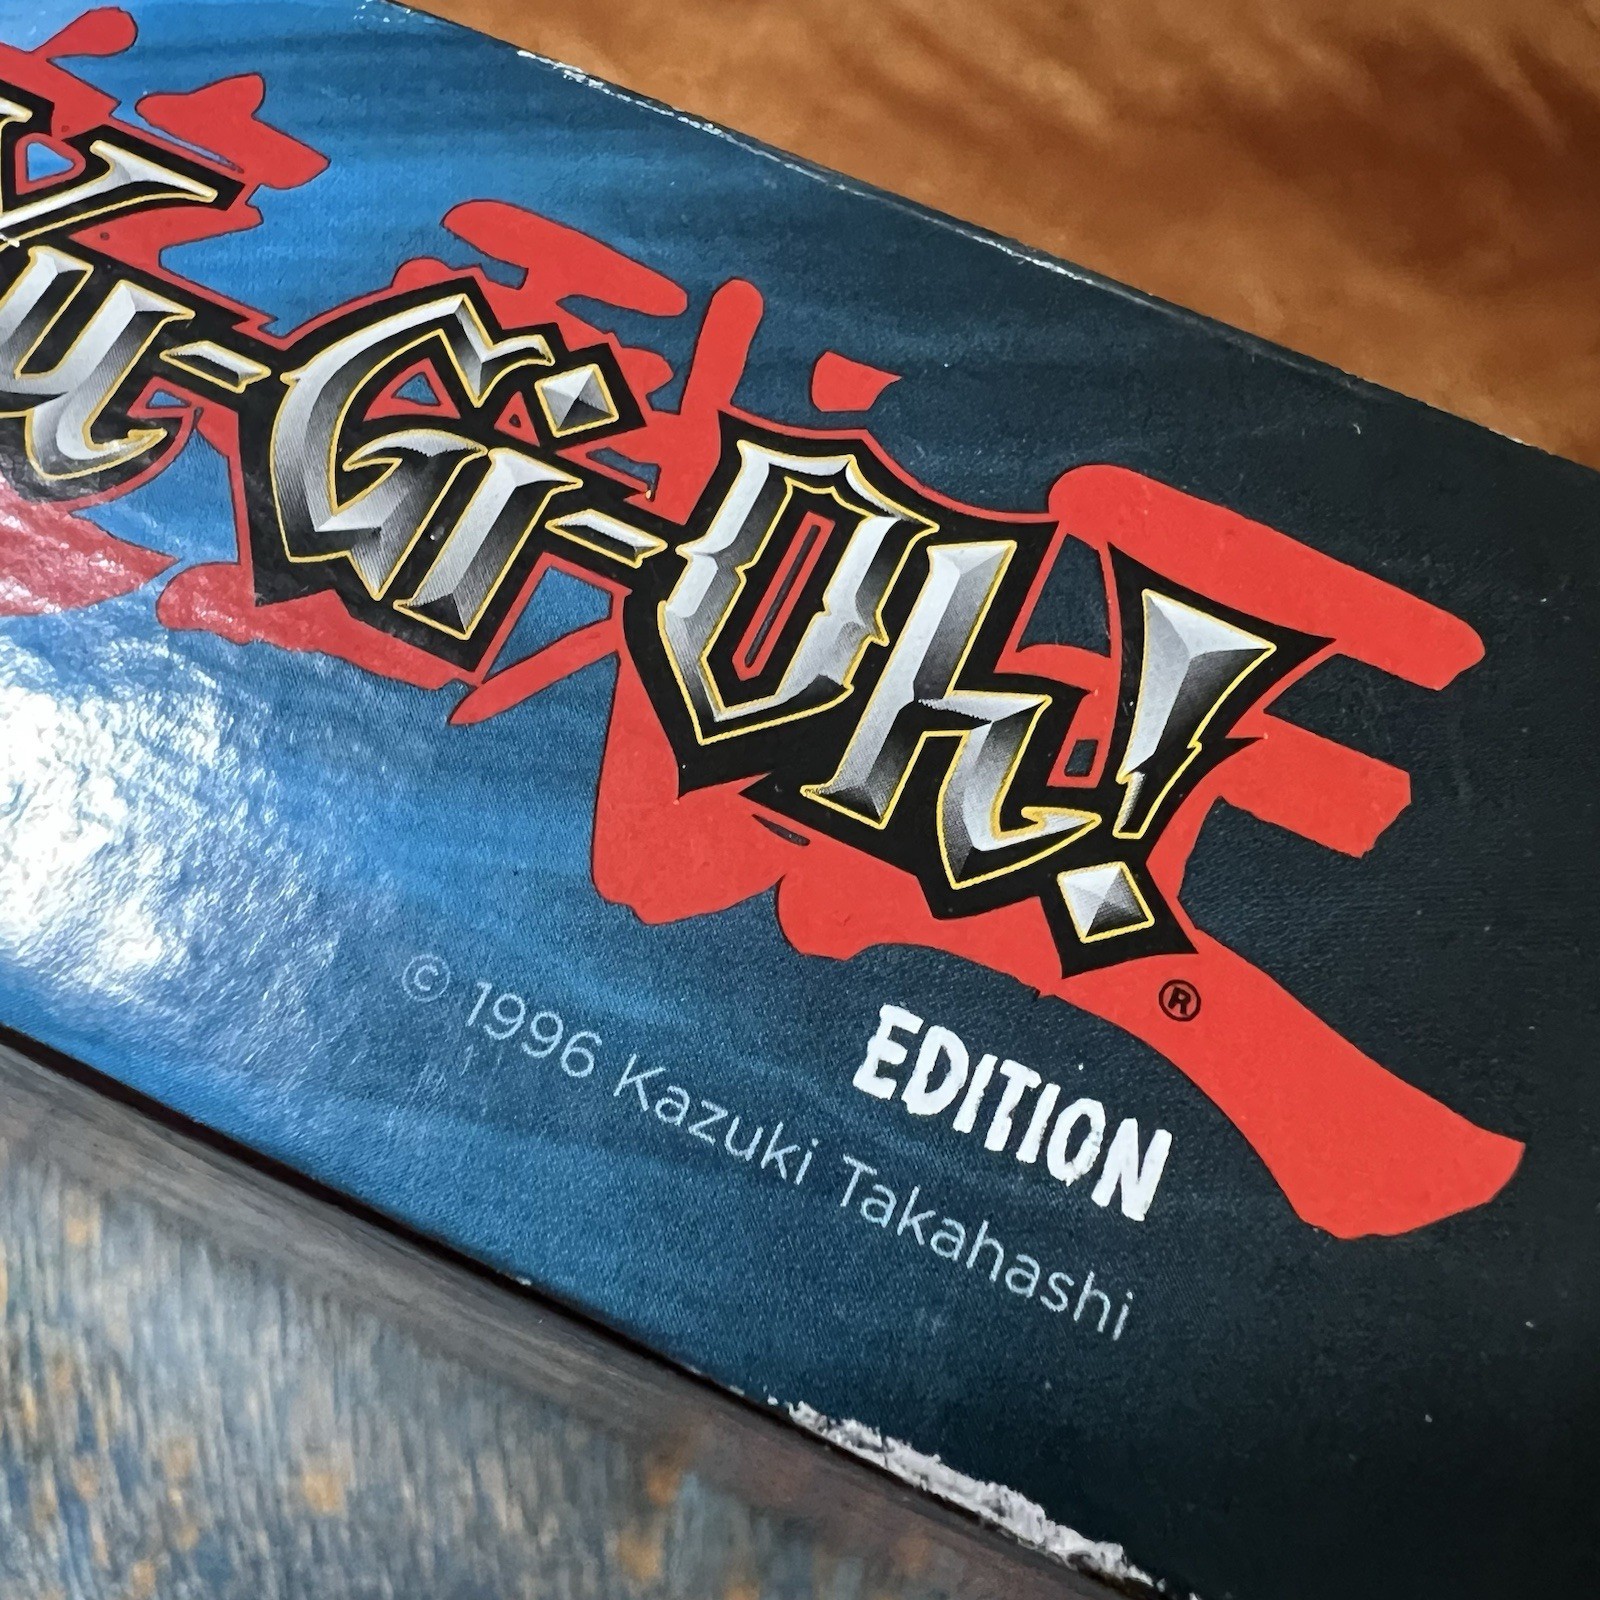 Yu-Gi-Oh!®
EDITION
© 1996 Kazuki Takahashi